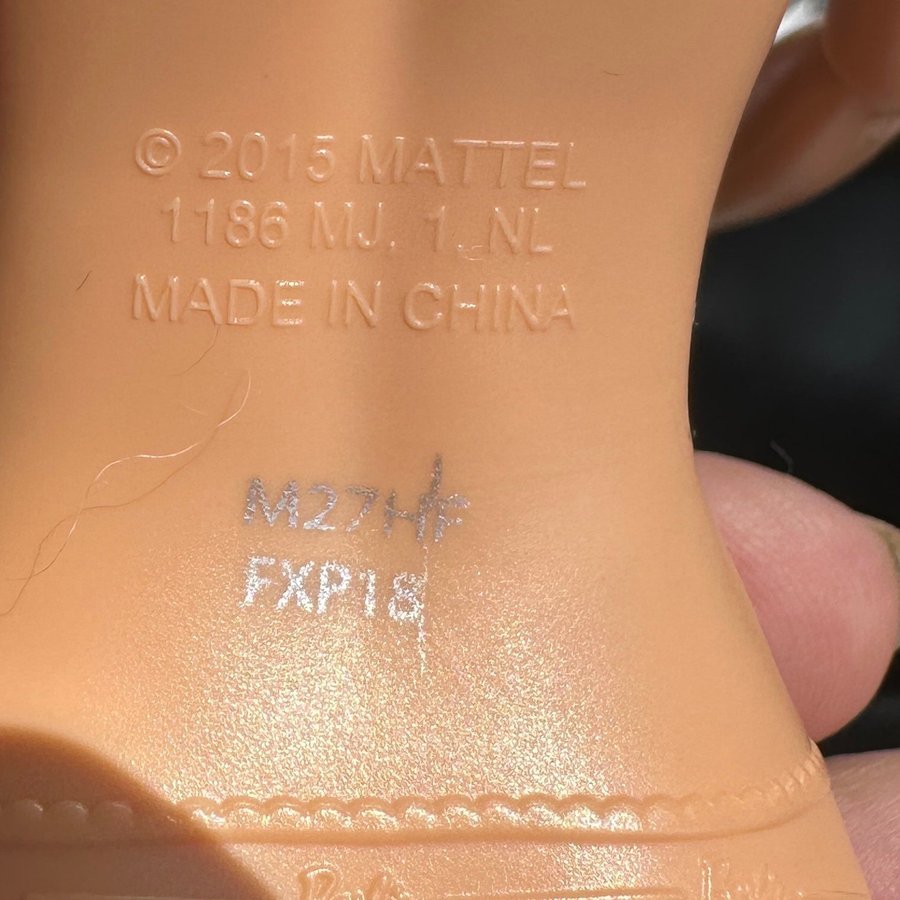 © 2015 MATTEL
1186 MJ. 1. NL
MADE IN CHINA
M27HF
FXP18